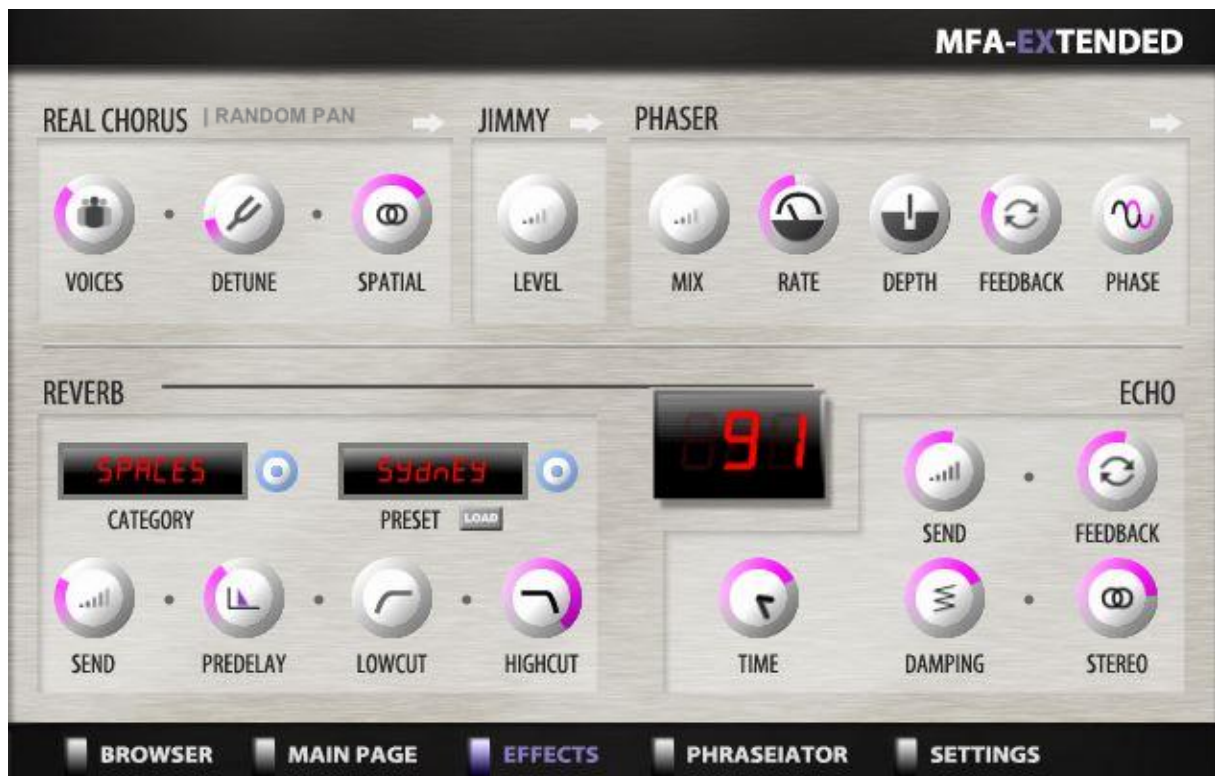 MFA-EXTENDED
REAL CHORUS | RANDOM PAN
JIMMY
PHASER
VOICES DETUNE SPATIAL
LEVEL
MIX RATE DEPTH FEEDBACK PHASE
REVERB
ECHO
SPACES
SYdnEY
91
CATEGORY
PRESET LOAD
SEND FEEDBACK
SEND PREDELAY LOWCUT HIGHCUT
TIME DAMPING STEREO
BROWSER MAIN PAGE EFFECTS PHRASEIATOR SETTINGS